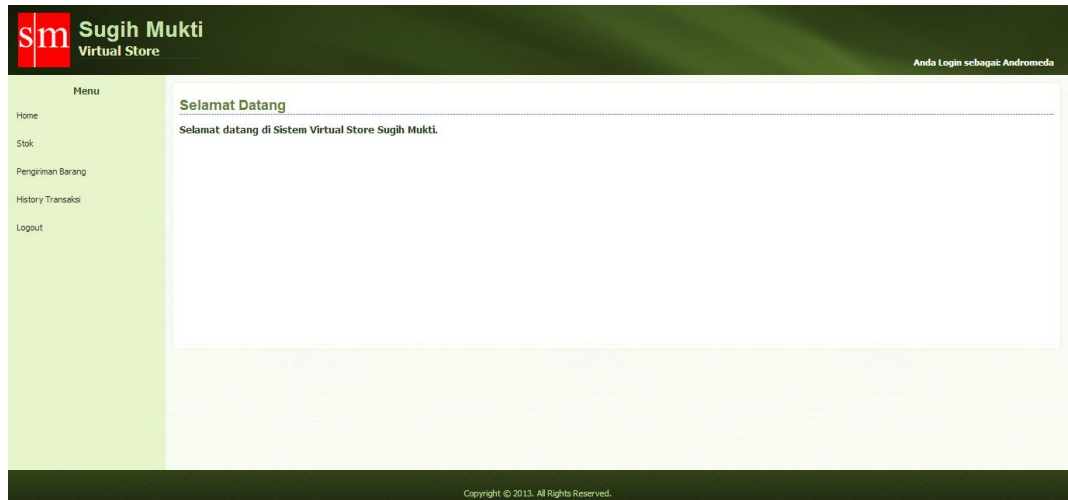 sm
Sugih Mukti
Virtual Store
Anda Login sebagai: Andromeda
Menu
Home
Stok
Pengiriman Barang
History Transaksi
Logout
Selamat Datang
Selamat datang di Sistem Virtual Store Sugih Mukti.
Copyright © 2013. All Rights Reserved.